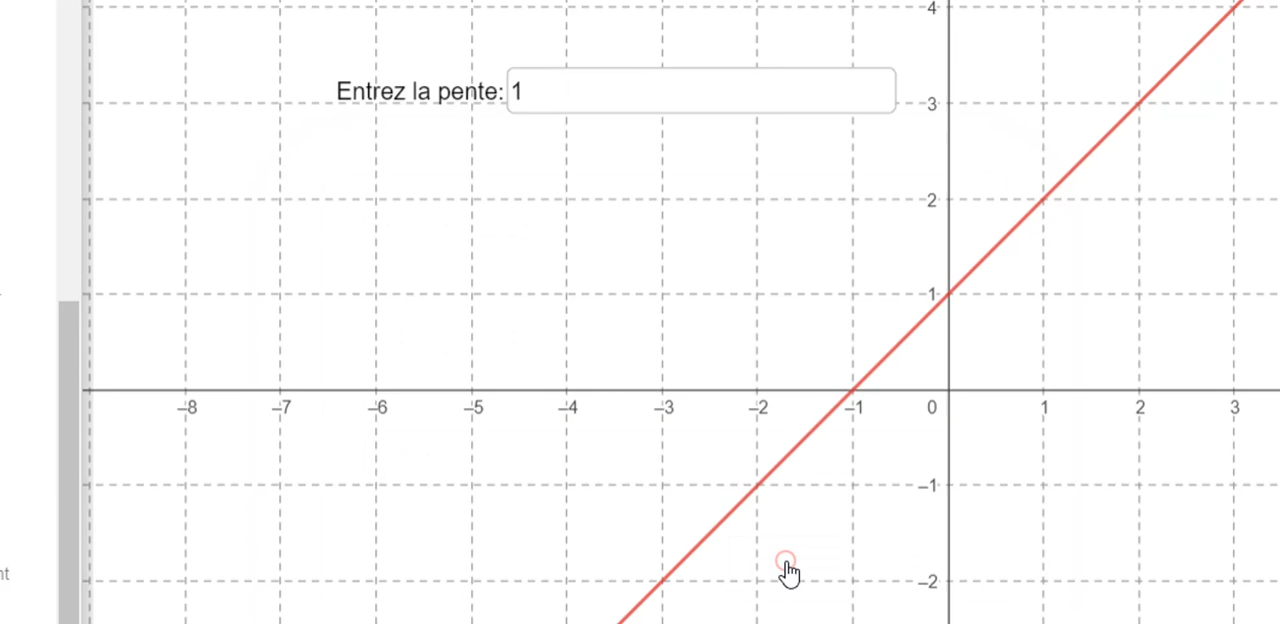 4
Entrez la pente: 1
3
2
1
–8 –7 –6 –5 –4 –3 –2 –1 0 1 2 3
–1
nt
–2